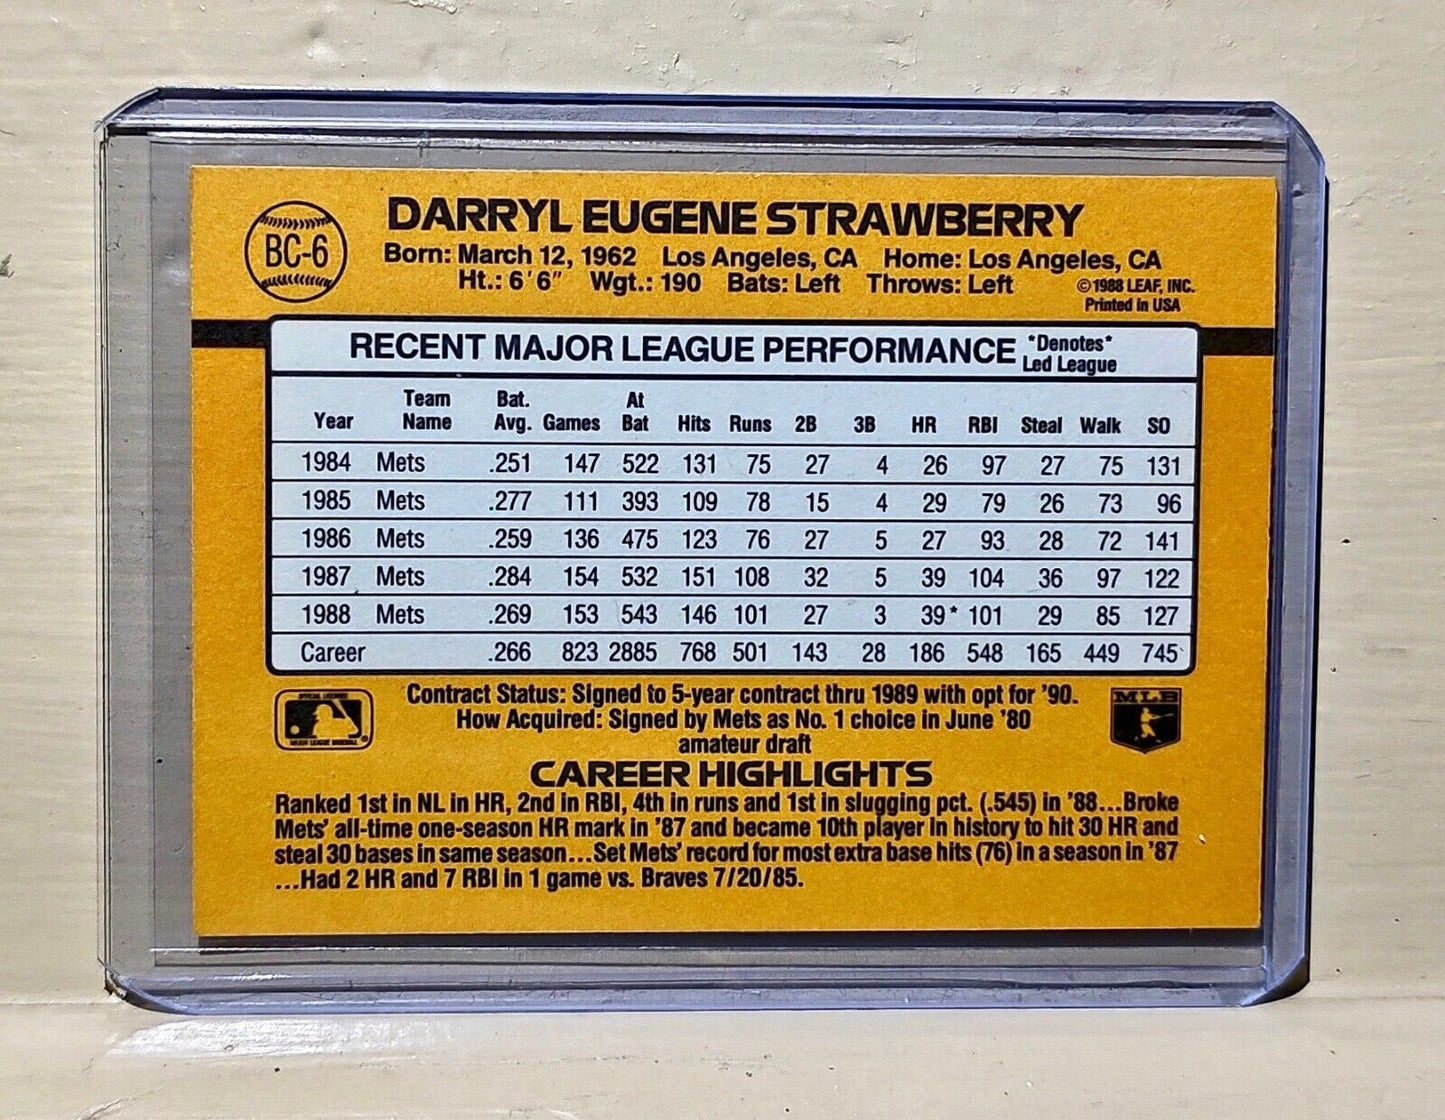 BC-6
DARRYL EUGENE STRAWBERRY
Born: March 12, 1962 Los Angeles, CA Home: Los Angeles, CA
Ht.: 6'6" Wgt.: 190 Bats: Left Throws: Left
©1988 LEAF, INC.
Printed in USA
RECENT MAJOR LEAGUE PERFORMANCE *Denotes* Led League
Year Team Name Bat. Avg. Games At Bat Hits Runs 2B 3B HR RBI Steal Walk SO
1984 Mets .251 147 522 131 75 27 4 26 97 27 75 131
1985 Mets .277 111 393 109 78 15 4 29 79 26 73 96
1986 Mets .259 136 475 123 76 27 5 27 93 28 72 141
1987 Mets .284 154 532 151 108 32 5 39 104 36 97 122
1988 Mets .269 153 543 146 101 27 3 39* 101 29 85 127
Career .266 823 2885 768 501 143 28 186 548 165 449 745
Contract Status: Signed to 5-year contract thru 1989 with opt for '90.
How Acquired: Signed by Mets as No. 1 choice in June '80
amateur draft
OFFICIAL LICENSEE
MAJOR LEAGUE BASEBALL
®
MLB
CAREER HIGHLIGHTS
Ranked 1st in NL in HR, 2nd in RBI, 4th in runs and 1st in slugging pct. (.545) in '88...Broke
Mets' all-time one-season HR mark in '87 and became 10th player in history to hit 30 HR and
steal 30 bases in same season...Set Mets' record for most extra base hits (76) in a season in '87
...Had 2 HR and 7 RBI in 1 game vs. Braves 7/20/85.